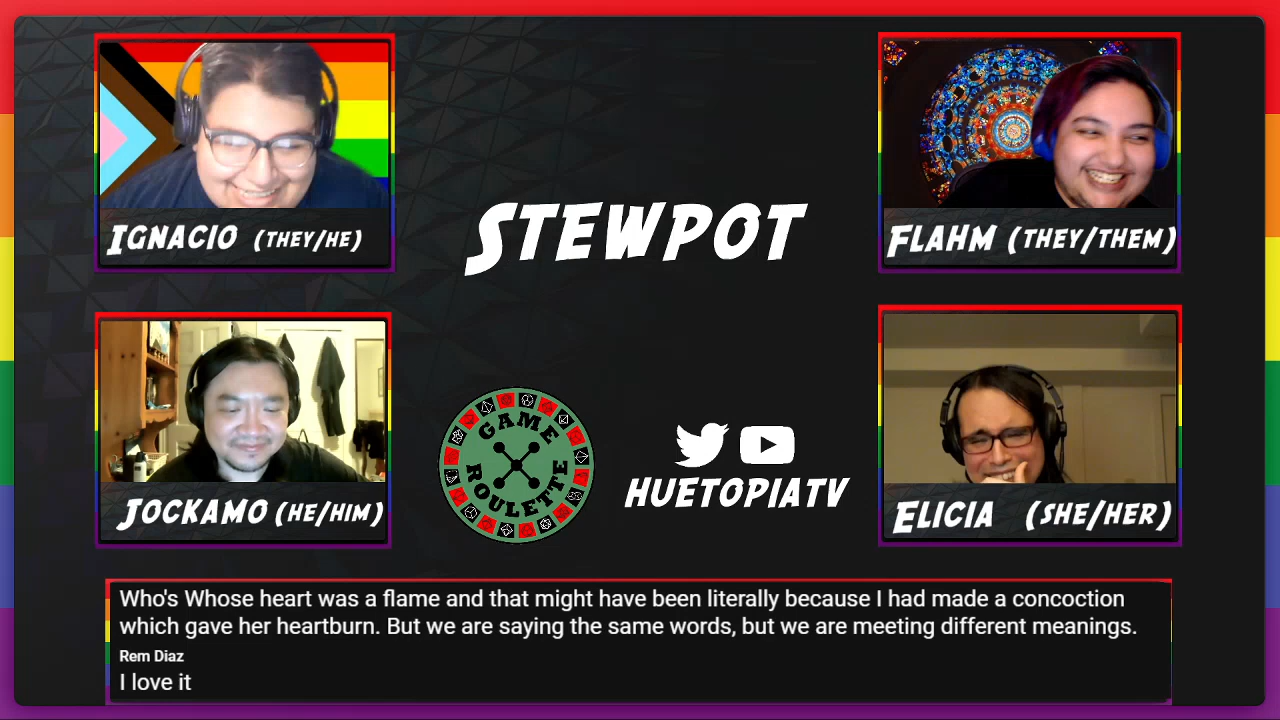 IGNACIO (THEY/HE)
FLAHM (THEY/THEM)
STEWPOT
JOCKAMO (HE/HIM)
GAME
ROULETTE
HUETOPIATV
ELICIA (SHE/HER)
Who's Whose heart was a flame and that might have been literally because I had made a concoction
which gave her heartburn. But we are saying the same words, but we are meeting different meanings.
Rem Diaz
I love it